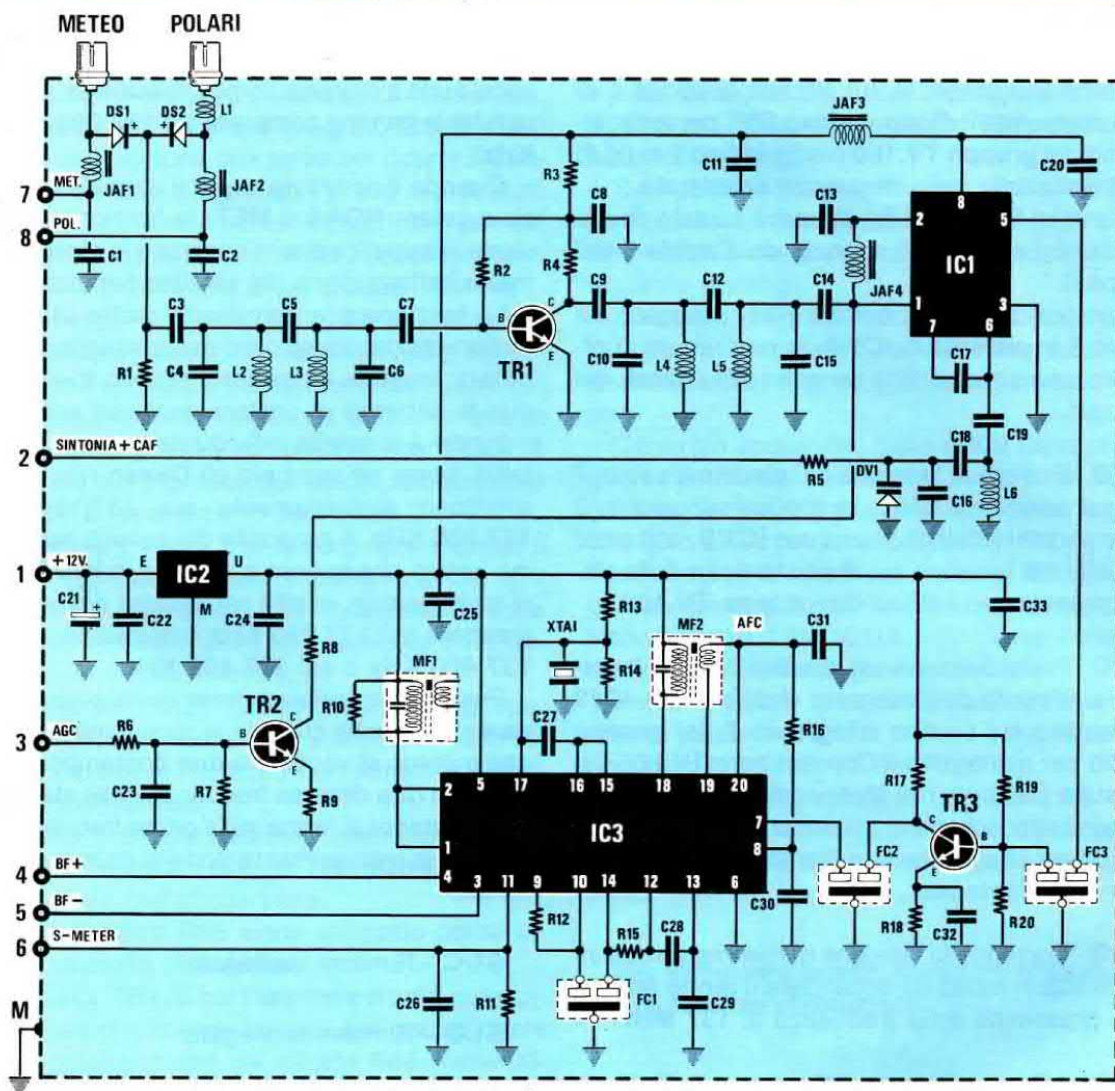 METEO POLARI
DS1 DS2 L1
JAF3
C11 C20
7 MET. JAF1 JAF2
R3 C8 C13
8 POL.
2 8 5
C1 C2
R2 R4 IC1
C9 C12 C14 JAF4
1 3
C3 C5 C7 B C E
7 6
TR1 C17
R1 C4 L2 L3 C6 C10 L4 L5 C15
C19
2 SINTONIA + CAF
C18
R5 DV1 C16 L6
1 +12V. E IC2 U
M
C21 + C22 C24 C25 R13 C33
XTAL MF2 AFC C31
R8 MF1 R14
TR2 R10
3 AGC R6 B C E
C27 R16
C23 R7 R9
2 5 17 16 15 18 19 20
R17 R19
IC3
7 TR3
8 C B E
FC2 FC3
1
4 3 11 9 10 14 12 13 6
4 BF+
C30
5 BF-
R12 R15 C28 R18 C32 R20
6 S-METER
C26 R11 FC1 C29
M